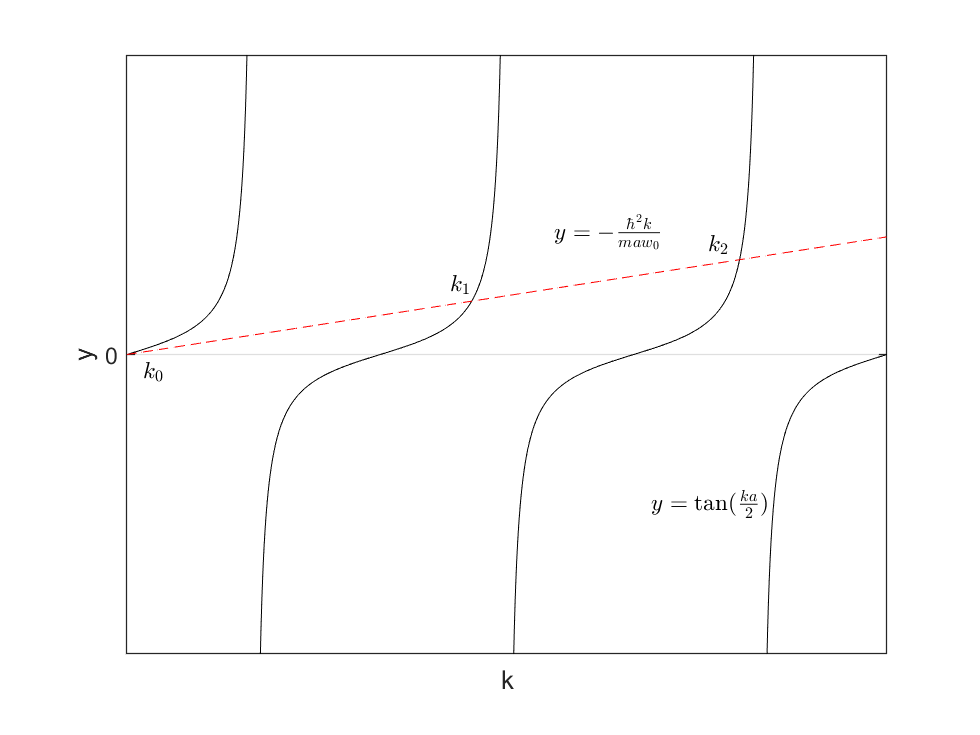 y = −ħ²k/maw₀
k₂
k₁
y 0
k₀
y = tan(ka/2)
k